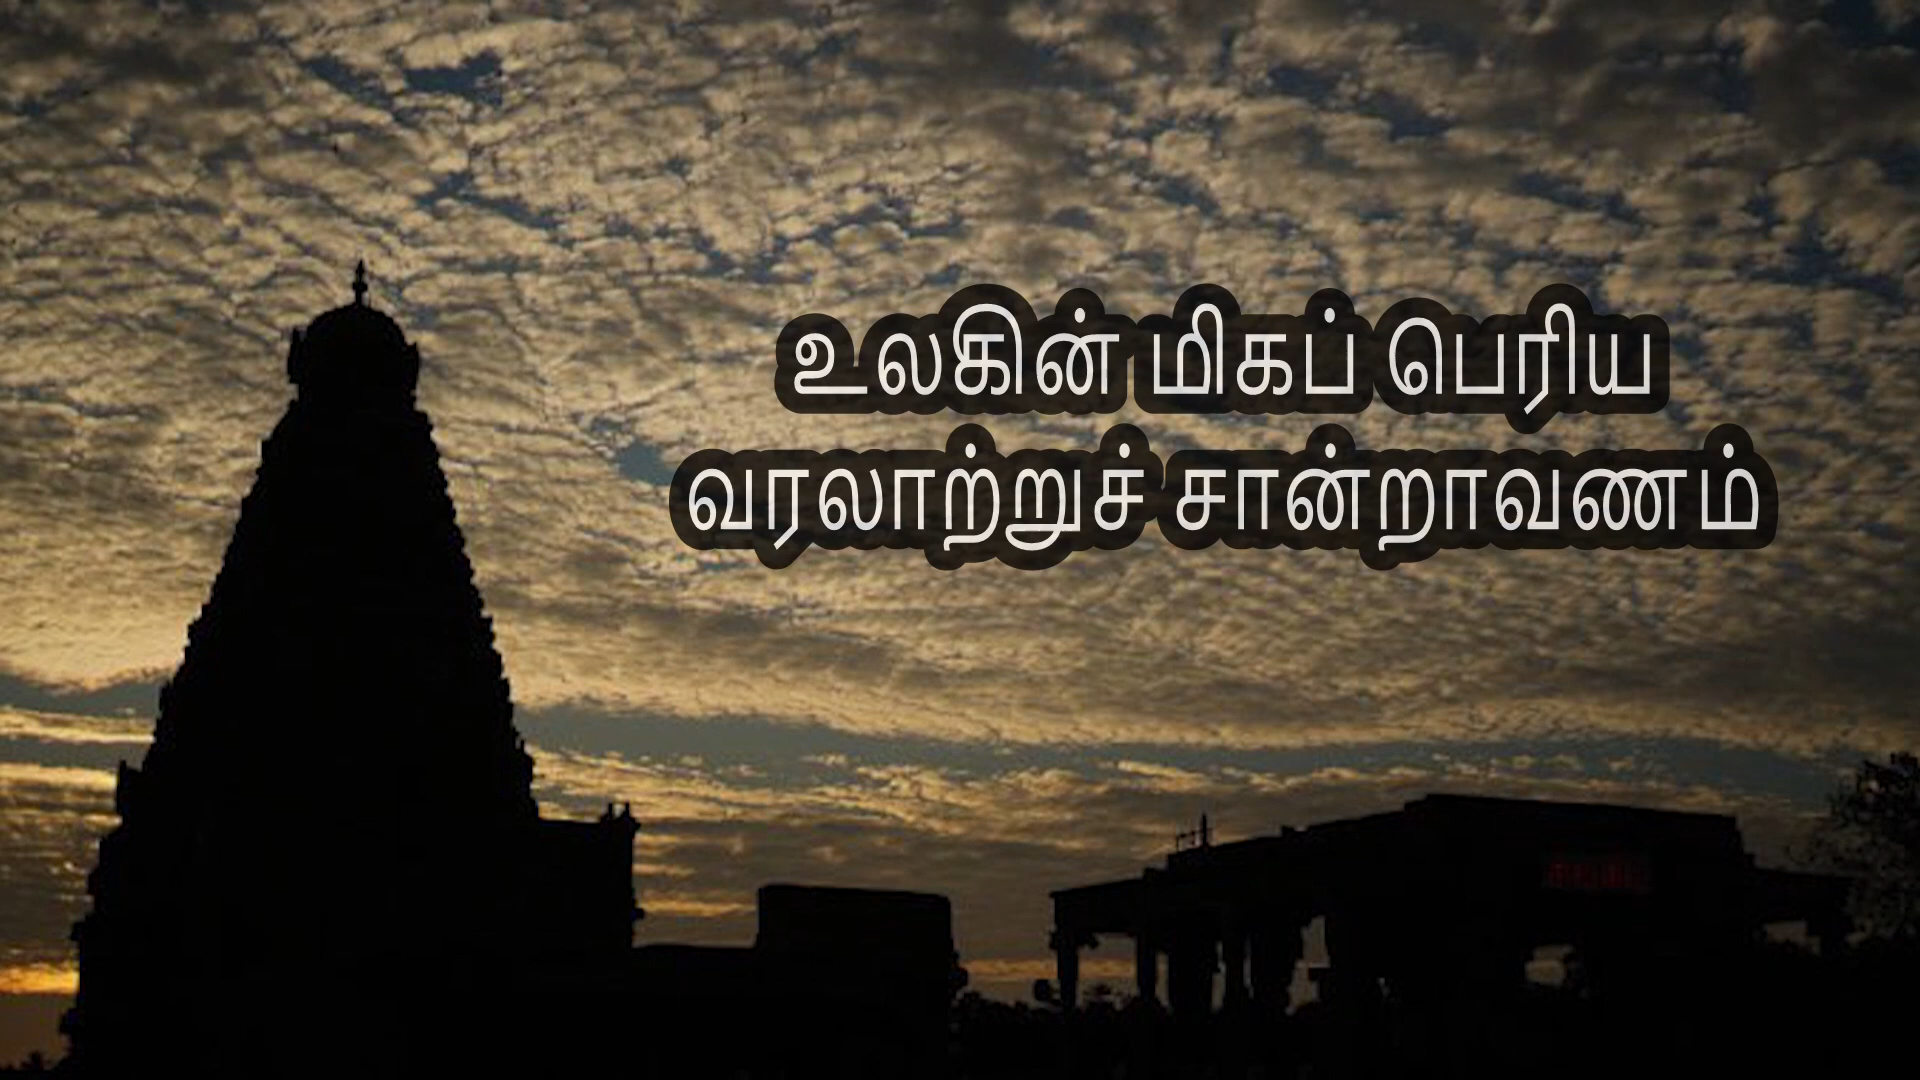 உலகின் மிகப் பெரிய
வரலாற்றுச் சான்றாவணம்